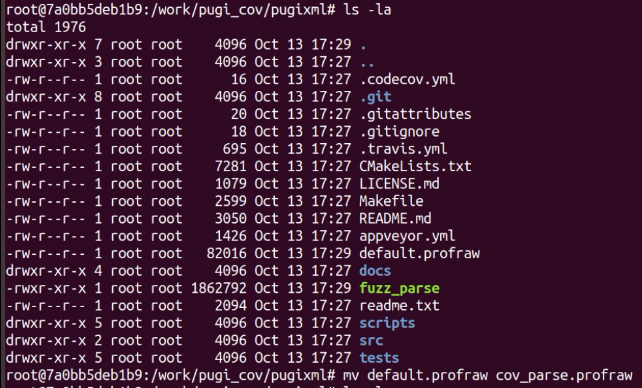 root@7a0bb5deb1b9:/work/pugi_cov/pugixml# ls -la
total 1976
drwxr-xr-x 7 root root 4096 Oct 13 17:29 .
drwxr-xr-x 3 root root 4096 Oct 13 17:27 ..
-rw-r--r-- 1 root root 16 Oct 13 17:27 .codecov.yml
drwxr-xr-x 8 root root 4096 Oct 13 17:27 .git
-rw-r--r-- 1 root root 20 Oct 13 17:27 .gitattributes
-rw-r--r-- 1 root root 18 Oct 13 17:27 .gitignore
-rw-r--r-- 1 root root 695 Oct 13 17:27 .travis.yml
-rw-r--r-- 1 root root 7281 Oct 13 17:27 CMakeLists.txt
-rw-r--r-- 1 root root 1079 Oct 13 17:27 LICENSE.md
-rw-r--r-- 1 root root 2599 Oct 13 17:27 Makefile
-rw-r--r-- 1 root root 3050 Oct 13 17:27 README.md
-rw-r--r-- 1 root root 1426 Oct 13 17:27 appveyor.yml
-rw-r--r-- 1 root root 82016 Oct 13 17:29 default.profraw
drwxr-xr-x 4 root root 4096 Oct 13 17:27 docs
-rwxr-xr-x 1 root root 1862792 Oct 13 17:29 fuzz_parse
-rw-r--r-- 1 root root 2094 Oct 13 17:27 readme.txt
drwxr-xr-x 5 root root 4096 Oct 13 17:27 scripts
drwxr-xr-x 2 root root 4096 Oct 13 17:27 src
drwxr-xr-x 5 root root 4096 Oct 13 17:27 tests
root@7a0bb5deb1b9:/work/pugi_cov/pugixml# mv default.profraw cov_parse.profraw